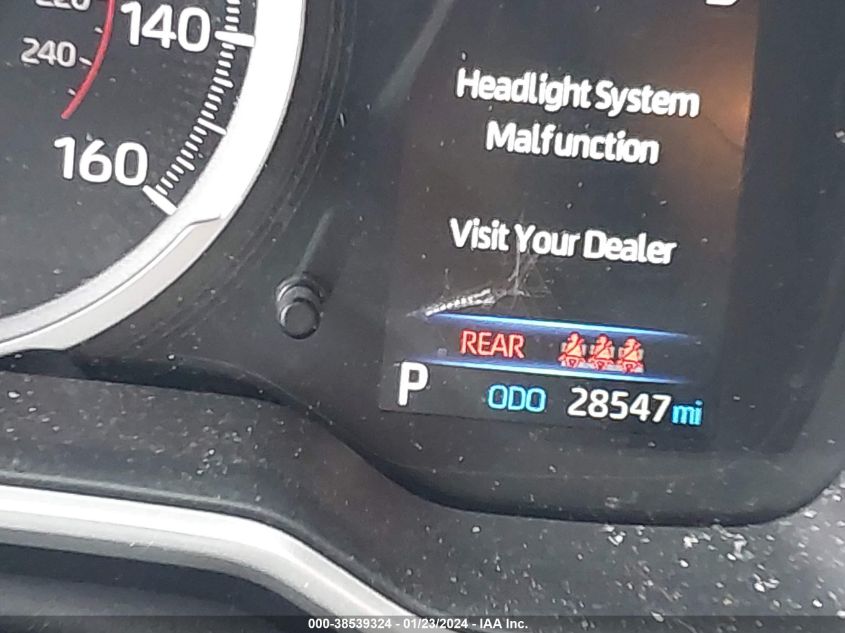 220
140
240
160
Headlight System
Malfunction
Visit Your Dealer
REAR
P ODO 28547 mi
000-38539324 - 01/23/2024 - IAA Inc.